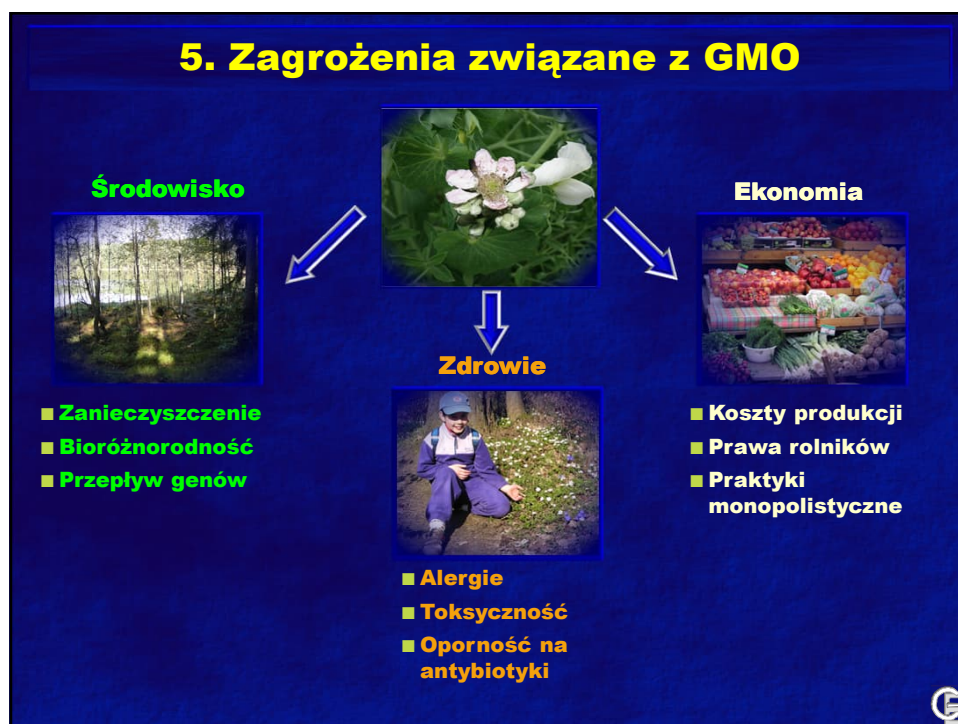 5. Zagrożenia związane z GMO
Środowisko
Zanieczyszczenie
Bioróżnorodność
Przepływ genów
Zdrowie
Alergie
Toksyczność
Oporność na
antybiotyki
Ekonomia
Koszty produkcji
Prawa rolników
Praktyki
monopolistyczne